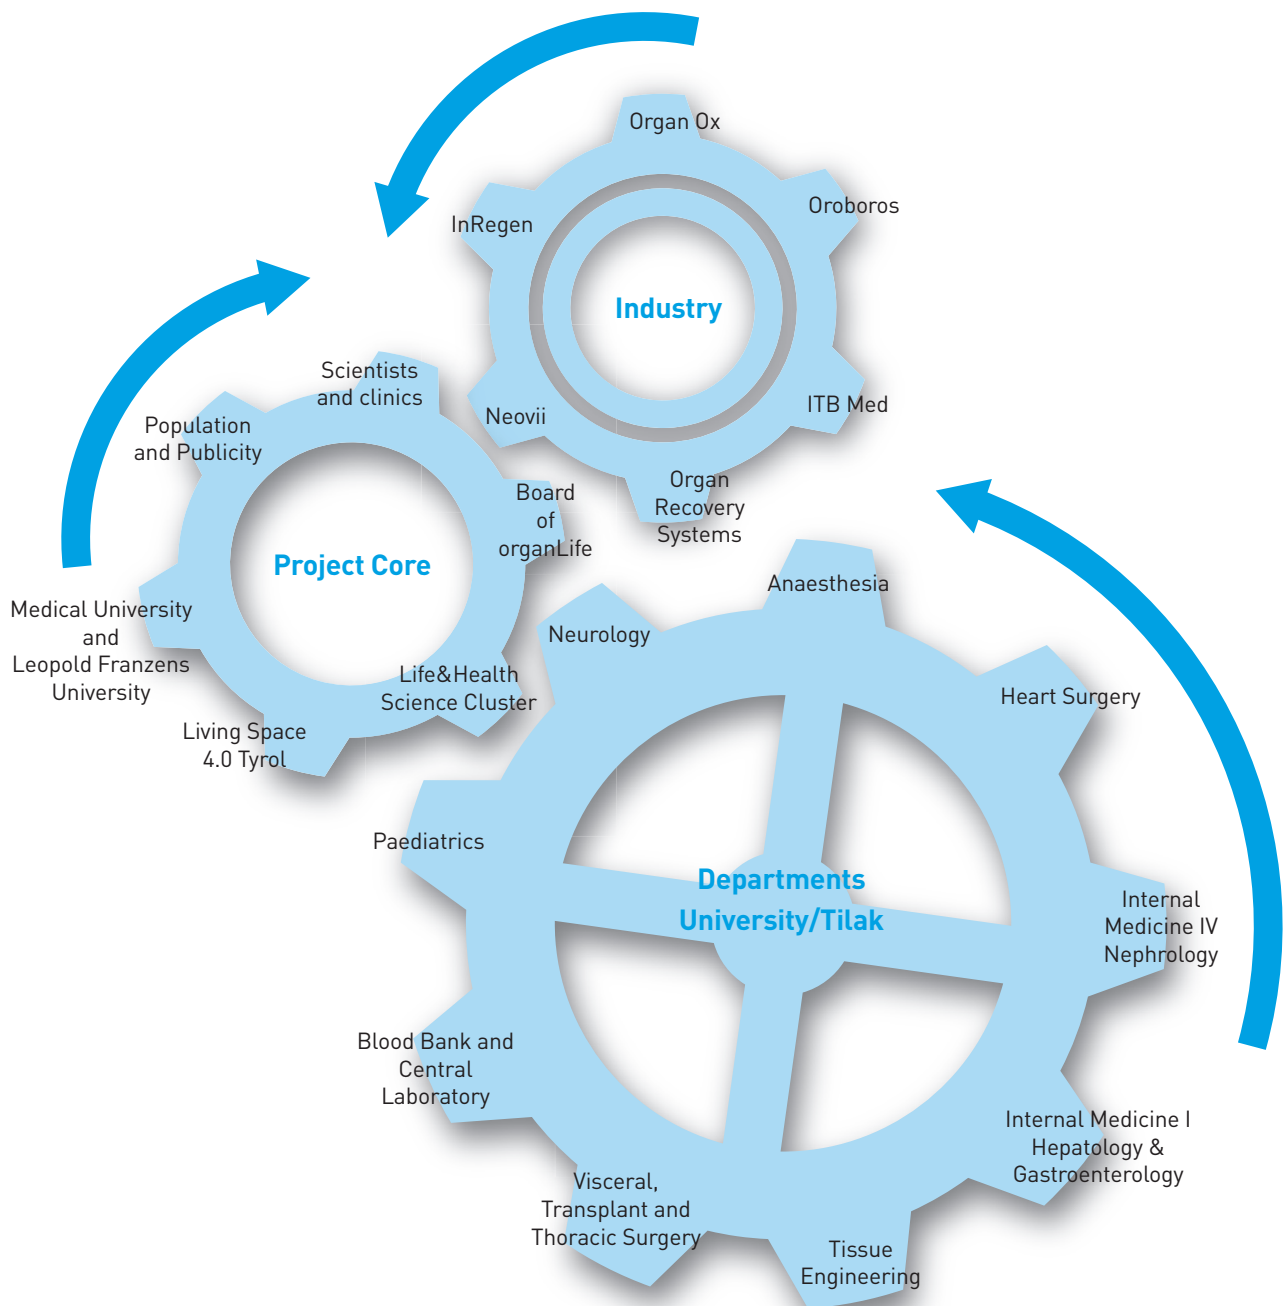 Organ Ox
Oroboros
InRegen
Industry
Scientists
and clinics
Neovii
ITB Med
Population
and Publicity
Organ
Recovery
Systems
Board
of
organLife
Project Core
Medical University
and
Leopold Franzens
University
Life&Health
Science Cluster
Living Space
4.0 Tyrol
Anaesthesia
Neurology
Heart Surgery
Paediatrics
Departments
University/Tilak
Internal
Medicine IV
Nephrology
Blood Bank and
Central
Laboratory
Internal Medicine I
Hepatology &
Gastroenterology
Visceral,
Transplant and
Thoracic Surgery
Tissue
Engineering